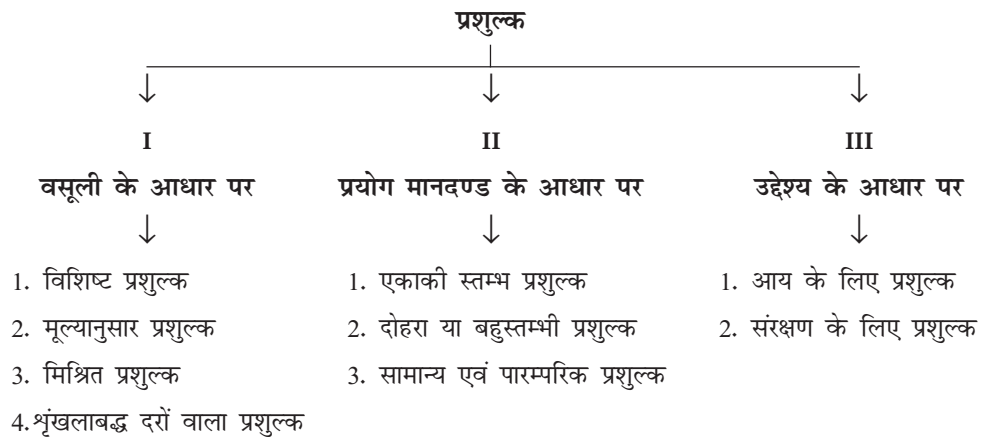 प्रशुल्क
I
वसूली के आधार पर
1. विशिष्ट प्रशुल्क
2. मूल्यानुसार प्रशुल्क
3. मिश्रित प्रशुल्क
4.शृंखलाबद्ध दरों वाला प्रशुल्क
II
प्रयोग मानदण्ड के आधार पर
1. एकाकी स्तम्भ प्रशुल्क
2. दोहरा या बहुस्तम्भी प्रशुल्क
3. सामान्य एवं पारम्परिक प्रशुल्क
III
उद्देश्य के आधार पर
1. आय के लिए प्रशुल्क
2. संरक्षण के लिए प्रशुल्क